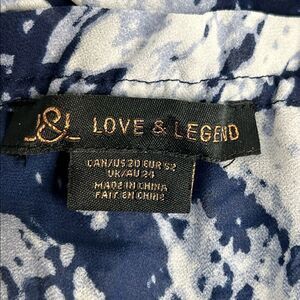 L&L LOVE & LEGEND
CAN/US 20 EUR 52
UK/AU 24
MADE IN CHINA
FAIT EN CHINE